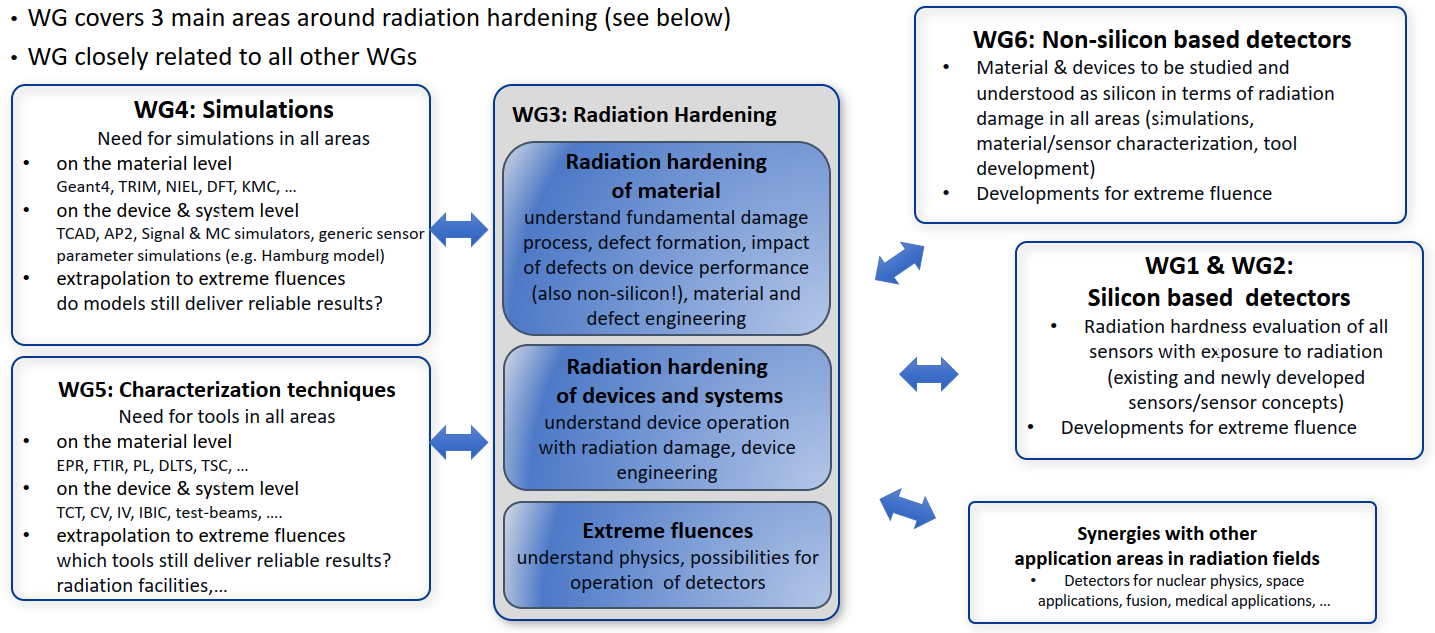 • WG covers 3 main areas around radiation hardening (see below)
• WG closely related to all other WGs
WG4: Simulations
Need for simulations in all areas
• on the material level
Geant4, TRIM, NIEL, DFT, KMC, …
• on the device & system level
TCAD, AP2, Signal & MC simulators, generic sensor
parameter simulations (e.g. Hamburg model)
• extrapolation to extreme fluences
do models still deliver reliable results?
WG5: Characterization techniques
Need for tools in all areas
• on the material level
EPR, FTIR, PL, DLTS, TSC, …
• on the device & system level
TCT, CV, IV, IBIC, test-beams, ….
• extrapolation to extreme fluences
which tools still deliver reliable results?
radiation facilities,…
WG3: Radiation Hardening
Radiation hardening
of material
understand fundamental damage
process, defect formation, impact
of defects on device performance
(also non-silicon!), material and
defect engineering
Radiation hardening
of devices and systems
understand device operation
with radiation damage, device
engineering
Extreme fluences
understand physics, possibilities for
operation of detectors
WG6: Non-silicon based detectors
• Material & devices to be studied and
understood as silicon in terms of radiation
damage in all areas (simulations,
material/sensor characterization, tool
development)
• Developments for extreme fluence
WG1 & WG2:
Silicon based detectors
• Radiation hardness evaluation of all
sensors with exposure to radiation
(existing and newly developed
sensors/sensor concepts)
• Developments for extreme fluence
Synergies with other
application areas in radiation fields
• Detectors for nuclear physics, space
applications, fusion, medical applications, …